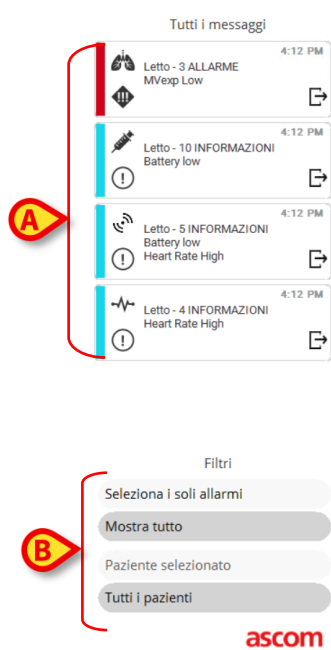 Tutti i messaggi
4:12 PM
Letto - 3 ALLARME
MVexp Low
4:12 PM
Letto - 10 INFORMAZIONI
Battery low
4:12 PM
Letto - 5 INFORMAZIONI
Battery low
Heart Rate High
4:12 PM
Letto - 4 INFORMAZIONI
Heart Rate High
A
Filtri
Seleziona i soli allarmi
Mostra tutto
Paziente selezionato
Tutti i pazienti
B
ascom